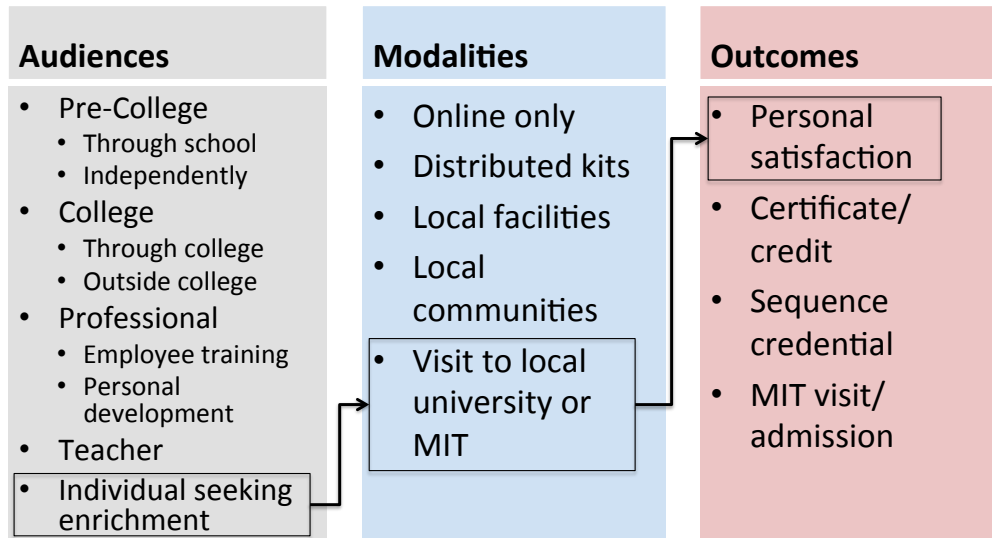 Audiences
• Pre-College
• Through school
• Independently
• College
• Through college
• Outside college
• Professional
• Employee training
• Personal
development
• Teacher
• Individual seeking
enrichment
Modalities
• Online only
• Distributed kits
• Local facilities
• Local
communities
• Visit to local
university or
MIT
Outcomes
• Personal
satisfaction
• Certificate/
credit
• Sequence
credential
• MIT visit/
admission